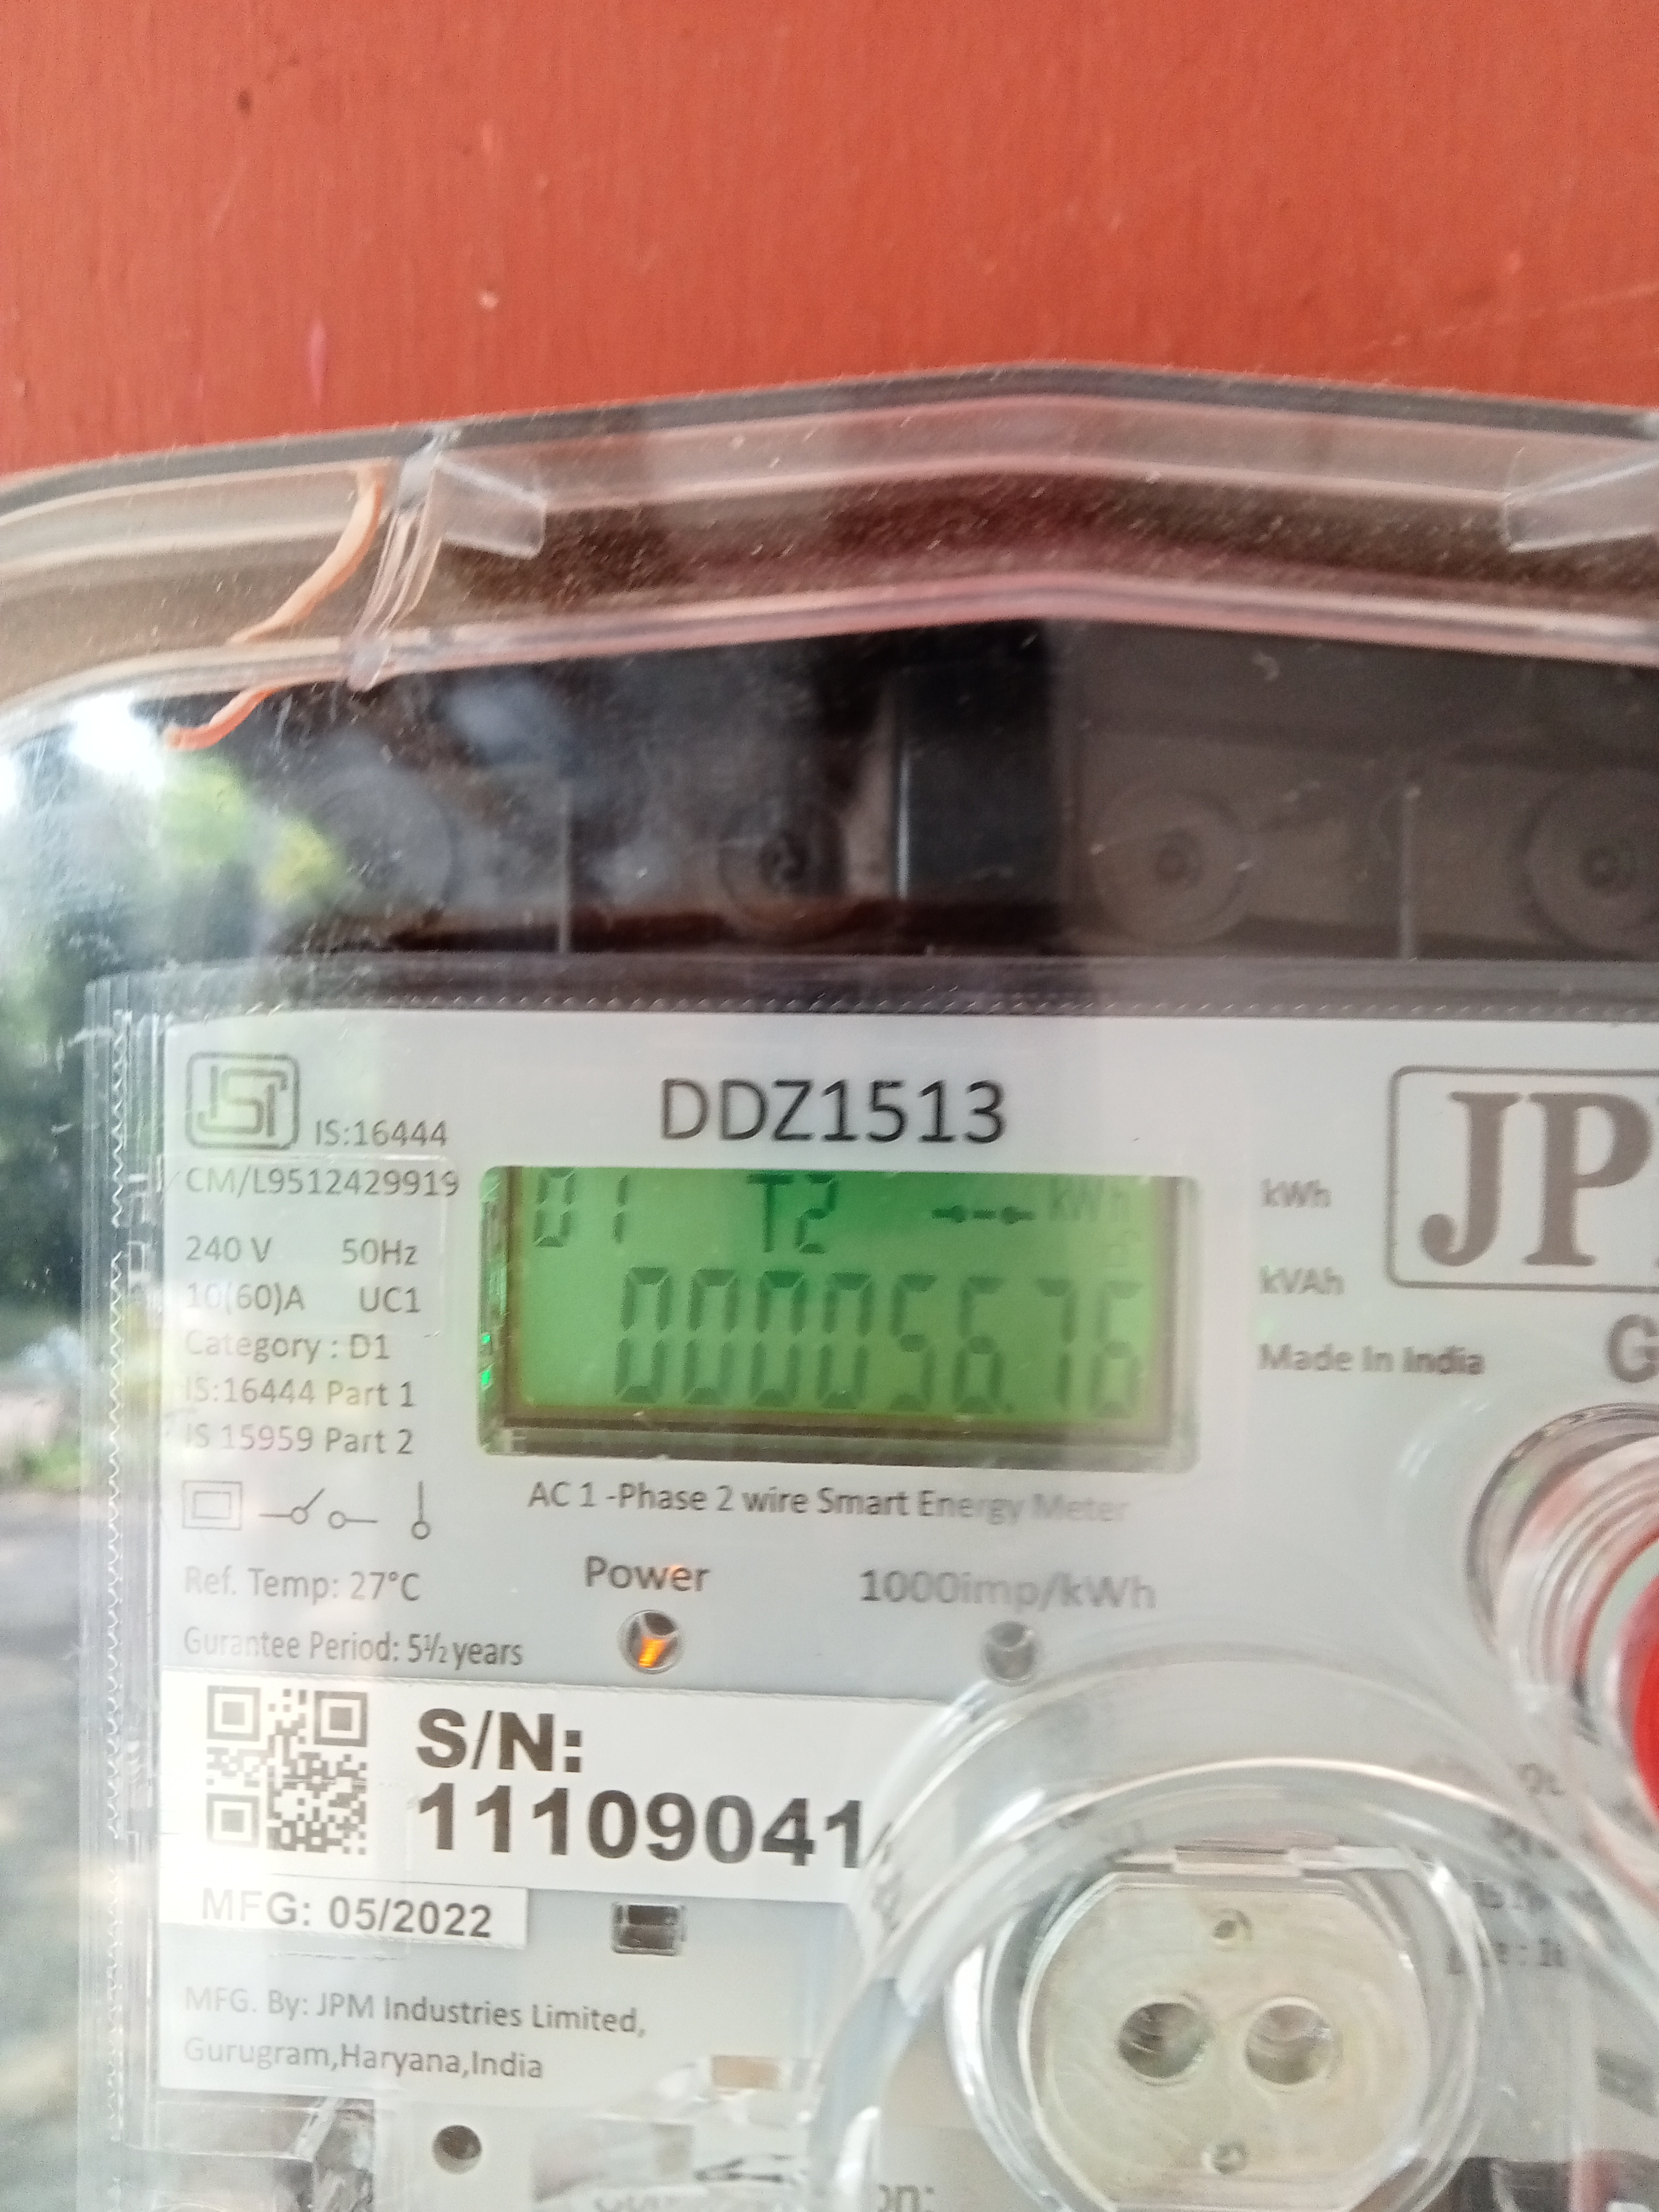 ISI
IS:16444
CM/L9512429919
240 V 50Hz
10(60)A UC1
Category : D1
IS:16444 Part 1
IS 15959 Part 2
Ref. Temp: 27°C
Gurantee Period: 5½ years
DDZ1513
01 T2 kWh
000056.76
kWh
kVAh
Made In India
JP
G
AC 1 -Phase 2 wire Smart Energy Meter
Power
1000imp/kWh
S/N:
11109041
MFG: 05/2022
MFG. By: JPM Industries Limited,
Gurugram,Haryana,India